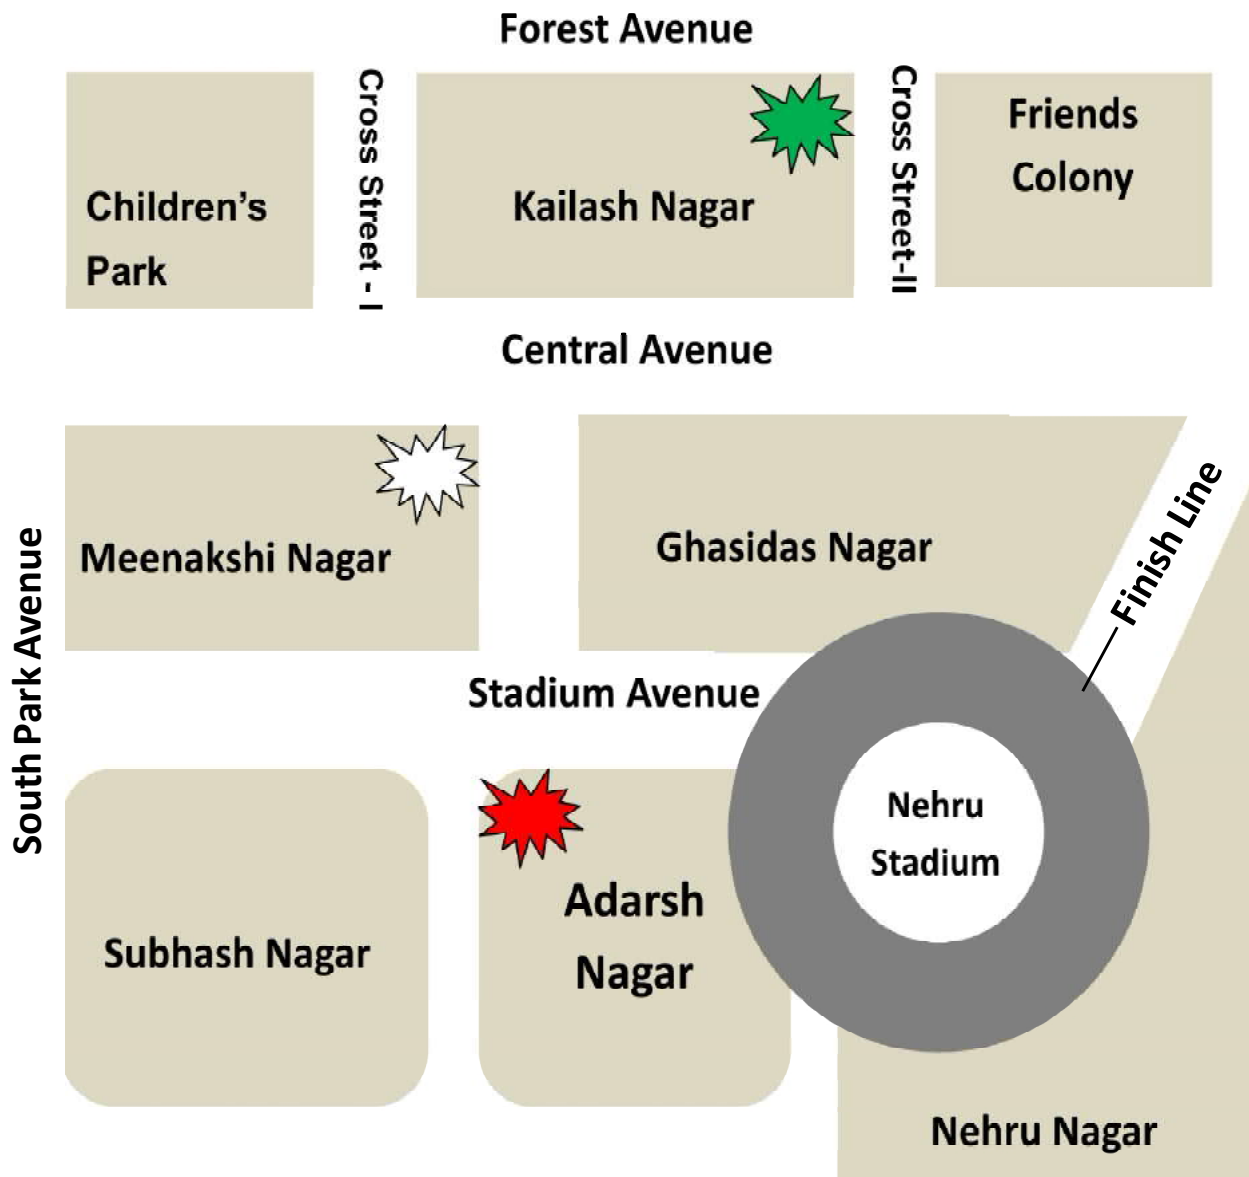 Forest Avenue
Cross Street - I
Cross Street-II
Friends
Colony
Children's
Park
Kailash Nagar
Central Avenue
South Park Avenue
Meenakshi Nagar
Ghasidas Nagar
Finish Line
Stadium Avenue
Nehru
Stadium
Adarsh
Nagar
Subhash Nagar
Nehru Nagar